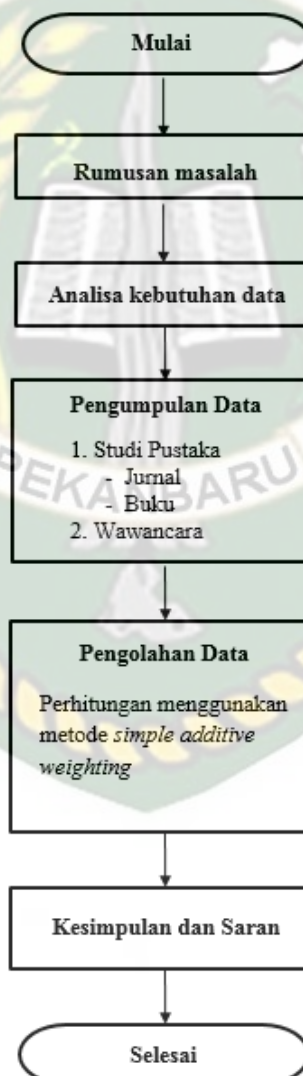 Mulai
Rumusan masalah
Analisa kebutuhan data
Pengumpulan Data
1. Studi Pustaka
- Jurnal
- Buku
2. Wawancara
PEKANBARU
Pengolahan Data
Perhitungan menggunakan
metode simple additive
weighting
Kesimpulan dan Saran
Selesai